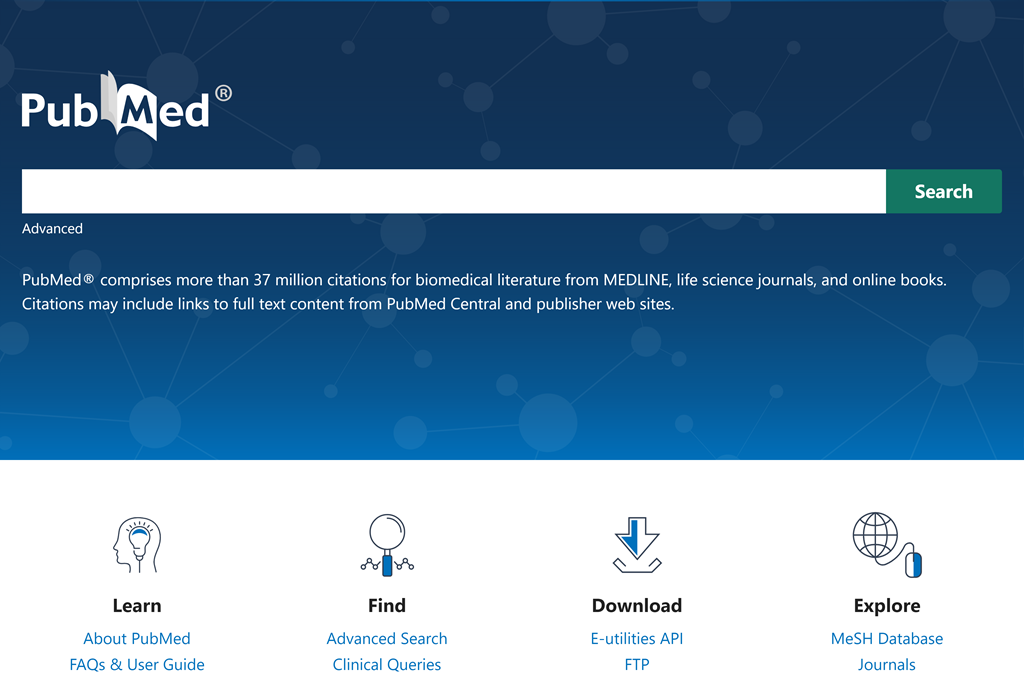 PubMed®
Search
Advanced
PubMed® comprises more than 37 million citations for biomedical literature from MEDLINE, life science journals, and online books.
Citations may include links to full text content from PubMed Central and publisher web sites.
Learn
About PubMed
FAQs & User Guide
Find
Advanced Search
Clinical Queries
Download
E-utilities API
FTP
Explore
MeSH Database
Journals